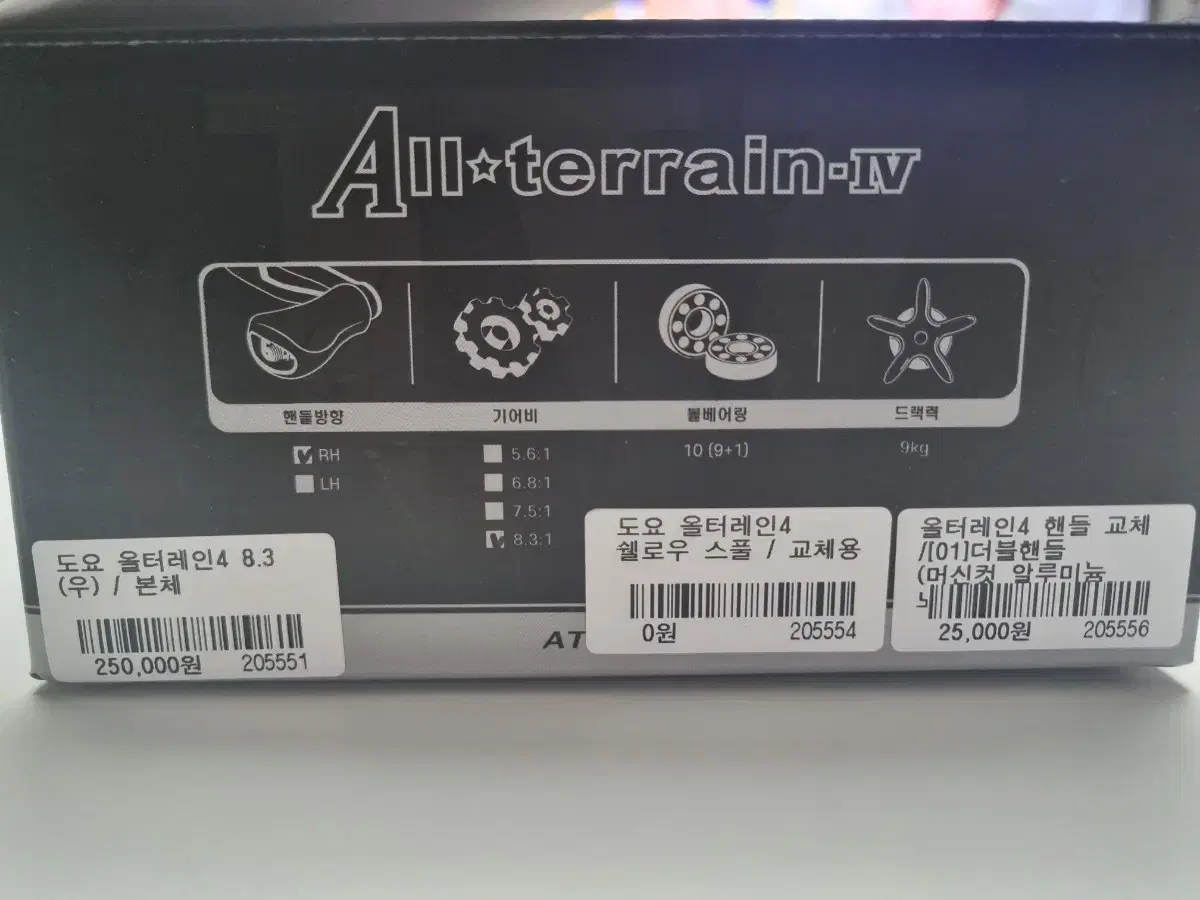 All☆terrain-IV
핸들방향 기어비 볼베어링 드랙력
RH 5.6:1 10 (9+1) 9kg
LH 6.8:1
7.5:1
8.3:1
도요 올터레인4 8.3
(우) / 본체
250,000원 205551
AT
도요 올터레인4
쉘로우 스풀 / 교체용
0원 205554
올터레인4 핸들 교체
/[01]더블핸들
(머신컷 알루미늄
25,000원 205556